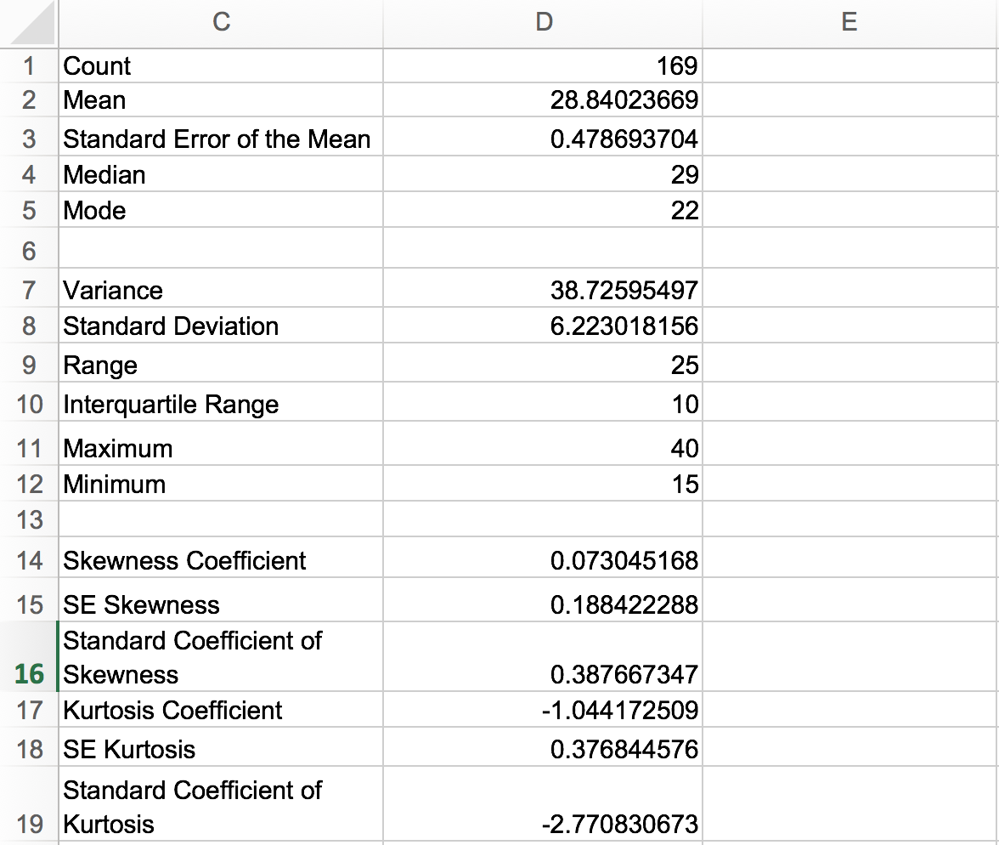 C D E
1 Count 169
2 Mean 28.84023669
3 Standard Error of the Mean 0.478693704
4 Median 29
5 Mode 22
6
7 Variance 38.72595497
8 Standard Deviation 6.223018156
9 Range 25
10 Interquartile Range 10
11 Maximum 40
12 Minimum 15
13
14 Skewness Coefficient 0.073045168
15 SE Skewness 0.188422288
Standard Coefficient of
16 Skewness 0.387667347
17 Kurtosis Coefficient -1.044172509
18 SE Kurtosis 0.376844576
Standard Coefficient of
19 Kurtosis -2.770830673